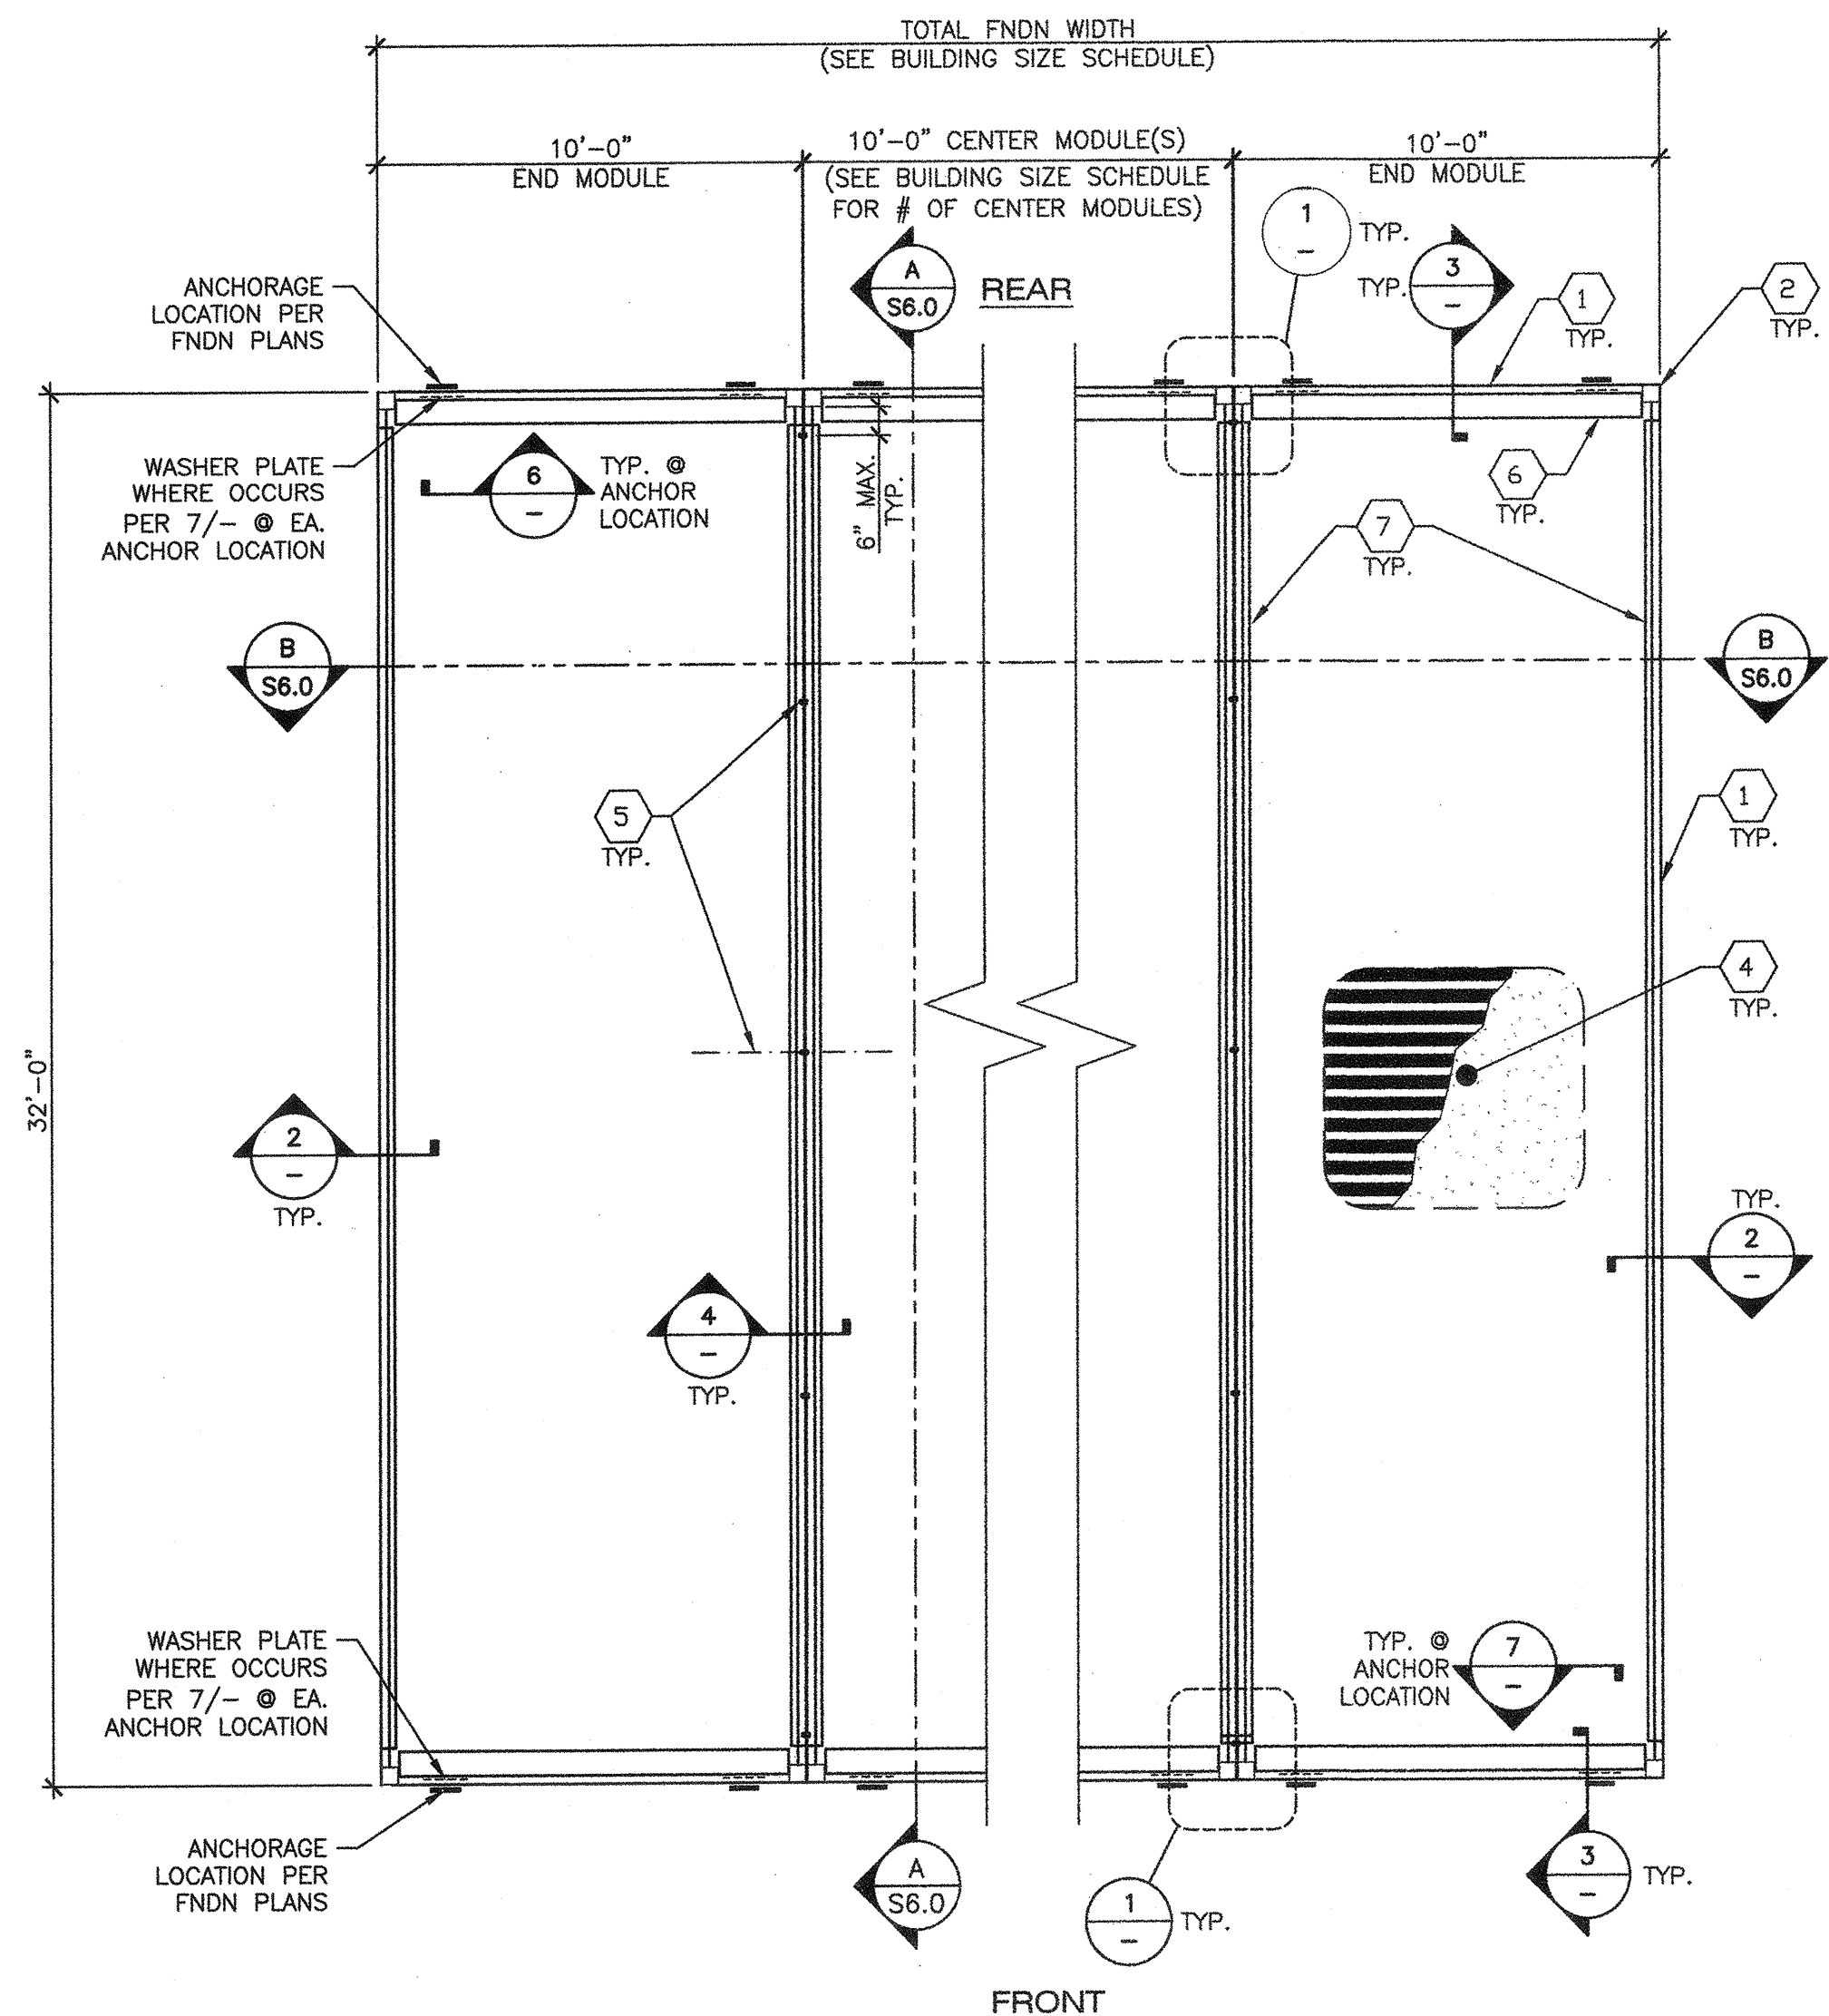 TOTAL FNDN WIDTH
(SEE BUILDING SIZE SCHEDULE)
10'-0"
END MODULE
10'-0" CENTER MODULE(S)
(SEE BUILDING SIZE SCHEDULE
FOR # OF CENTER MODULES)
10'-0"
END MODULE
1
–
TYP.
A
S6.0
REAR
TYP.
3
–
1
TYP.
2
TYP.
ANCHORAGE
LOCATION PER
FNDN PLANS
WASHER PLATE
WHERE OCCURS
PER 7/– @ EA.
ANCHOR LOCATION
6
–
TYP. @
ANCHOR
LOCATION
6" MAX.
TYP.
6
TYP.
7
TYP.
B
S6.0
B
S6.0
5
TYP.
1
TYP.
4
TYP.
32'-0"
2
–
TYP.
TYP.
2
–
4
–
TYP.
WASHER PLATE
WHERE OCCURS
PER 7/– @ EA.
ANCHOR LOCATION
TYP. @
ANCHOR
LOCATION
7
–
ANCHORAGE
LOCATION PER
FNDN PLANS
A
S6.0
1
–
TYP.
3
–
TYP.
FRONT